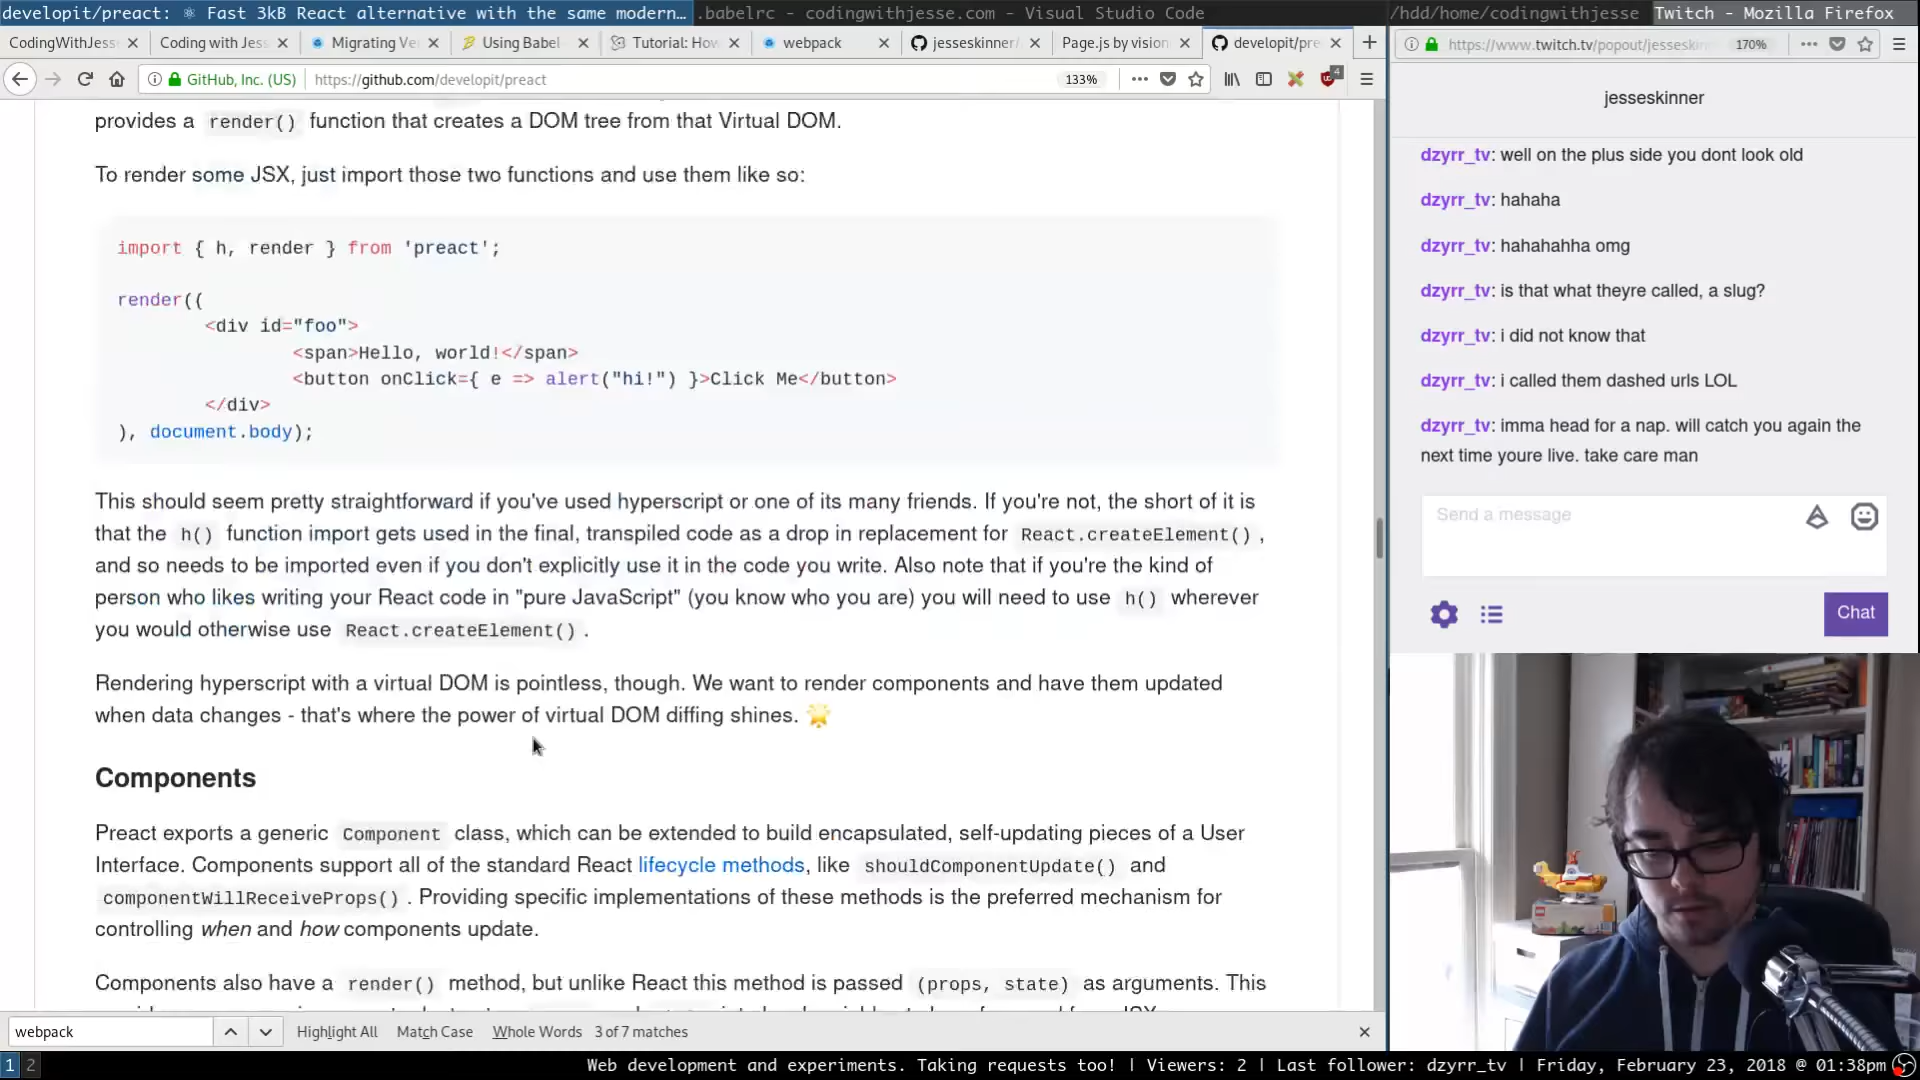 developit/preact: ⚛ Fast 3kB React alternative with the same modern… .babelrc - codingwithjesse.com - Visual Studio Code /hdd/home/codingwithjesse Twitch - Mozilla Firefox
CodingWithJess Coding with Jess Migrating Ve Using Babel Tutorial: How webpack jesseskinner/ Page.js by vision developit/pre
GitHub, Inc. (US) https://github.com/developit/preact 133% 4
https://www.twitch.tv/popout/jesseskin 170%
provides a render() function that creates a DOM tree from that Virtual DOM.
To render some JSX, just import those two functions and use them like so:
import { h, render } from 'preact';
render((
<div id="foo">
<span>Hello, world!</span>
<button onClick={ e => alert("hi!") }>Click Me</button>
</div>
), document.body);
This should seem pretty straightforward if you've used hyperscript or one of its many friends. If you're not, the short of it is
that the h() function import gets used in the final, transpiled code as a drop in replacement for React.createElement() ,
and so needs to be imported even if you don't explicitly use it in the code you write. Also note that if you're the kind of
person who likes writing your React code in "pure JavaScript" (you know who you are) you will need to use h() wherever
you would otherwise use React.createElement() .
Rendering hyperscript with a virtual DOM is pointless, though. We want to render components and have them updated
when data changes - that's where the power of virtual DOM diffing shines. 🌟
Components
Preact exports a generic Component class, which can be extended to build encapsulated, self-updating pieces of a User
Interface. Components support all of the standard React lifecycle methods, like shouldComponentUpdate() and
componentWillReceiveProps() . Providing specific implementations of these methods is the preferred mechanism for
controlling when and how components update.
Components also have a render() method, but unlike React this method is passed (props, state) as arguments. This
webpack Highlight All Match Case Whole Words 3 of 7 matches
jesseskinner
dzyrr_tv: well on the plus side you dont look old
dzyrr_tv: hahaha
dzyrr_tv: hahahahha omg
dzyrr_tv: is that what theyre called, a slug?
dzyrr_tv: i did not know that
dzyrr_tv: i called them dashed urls LOL
dzyrr_tv: imma head for a nap. will catch you again the
next time youre live. take care man
Send a message
Chat
1 2 Web development and experiments. Taking requests too! | Viewers: 2 | Last follower: dzyrr_tv | Friday, February 23, 2018 @ 01:38pm